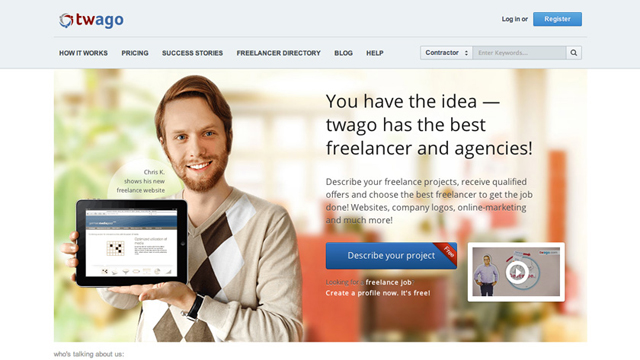 twago
Log in or
Register
HOW IT WORKS
PRICING
SUCCESS STORIES
FREELANCER DIRECTORY
BLOG
HELP
Contractor
Enter Keywords...
You have the idea —
twago has the best
freelancer and agencies!
Chris K.
shows his new
freelance website
Describe your freelance projects, receive qualified
offers and choose the best freelancer to get the job
done! Websites, company logos, online-marketing
and much more!
Describe your project
Free
freelance job
Create a profile now. It's free!
twago
who's talking about us: